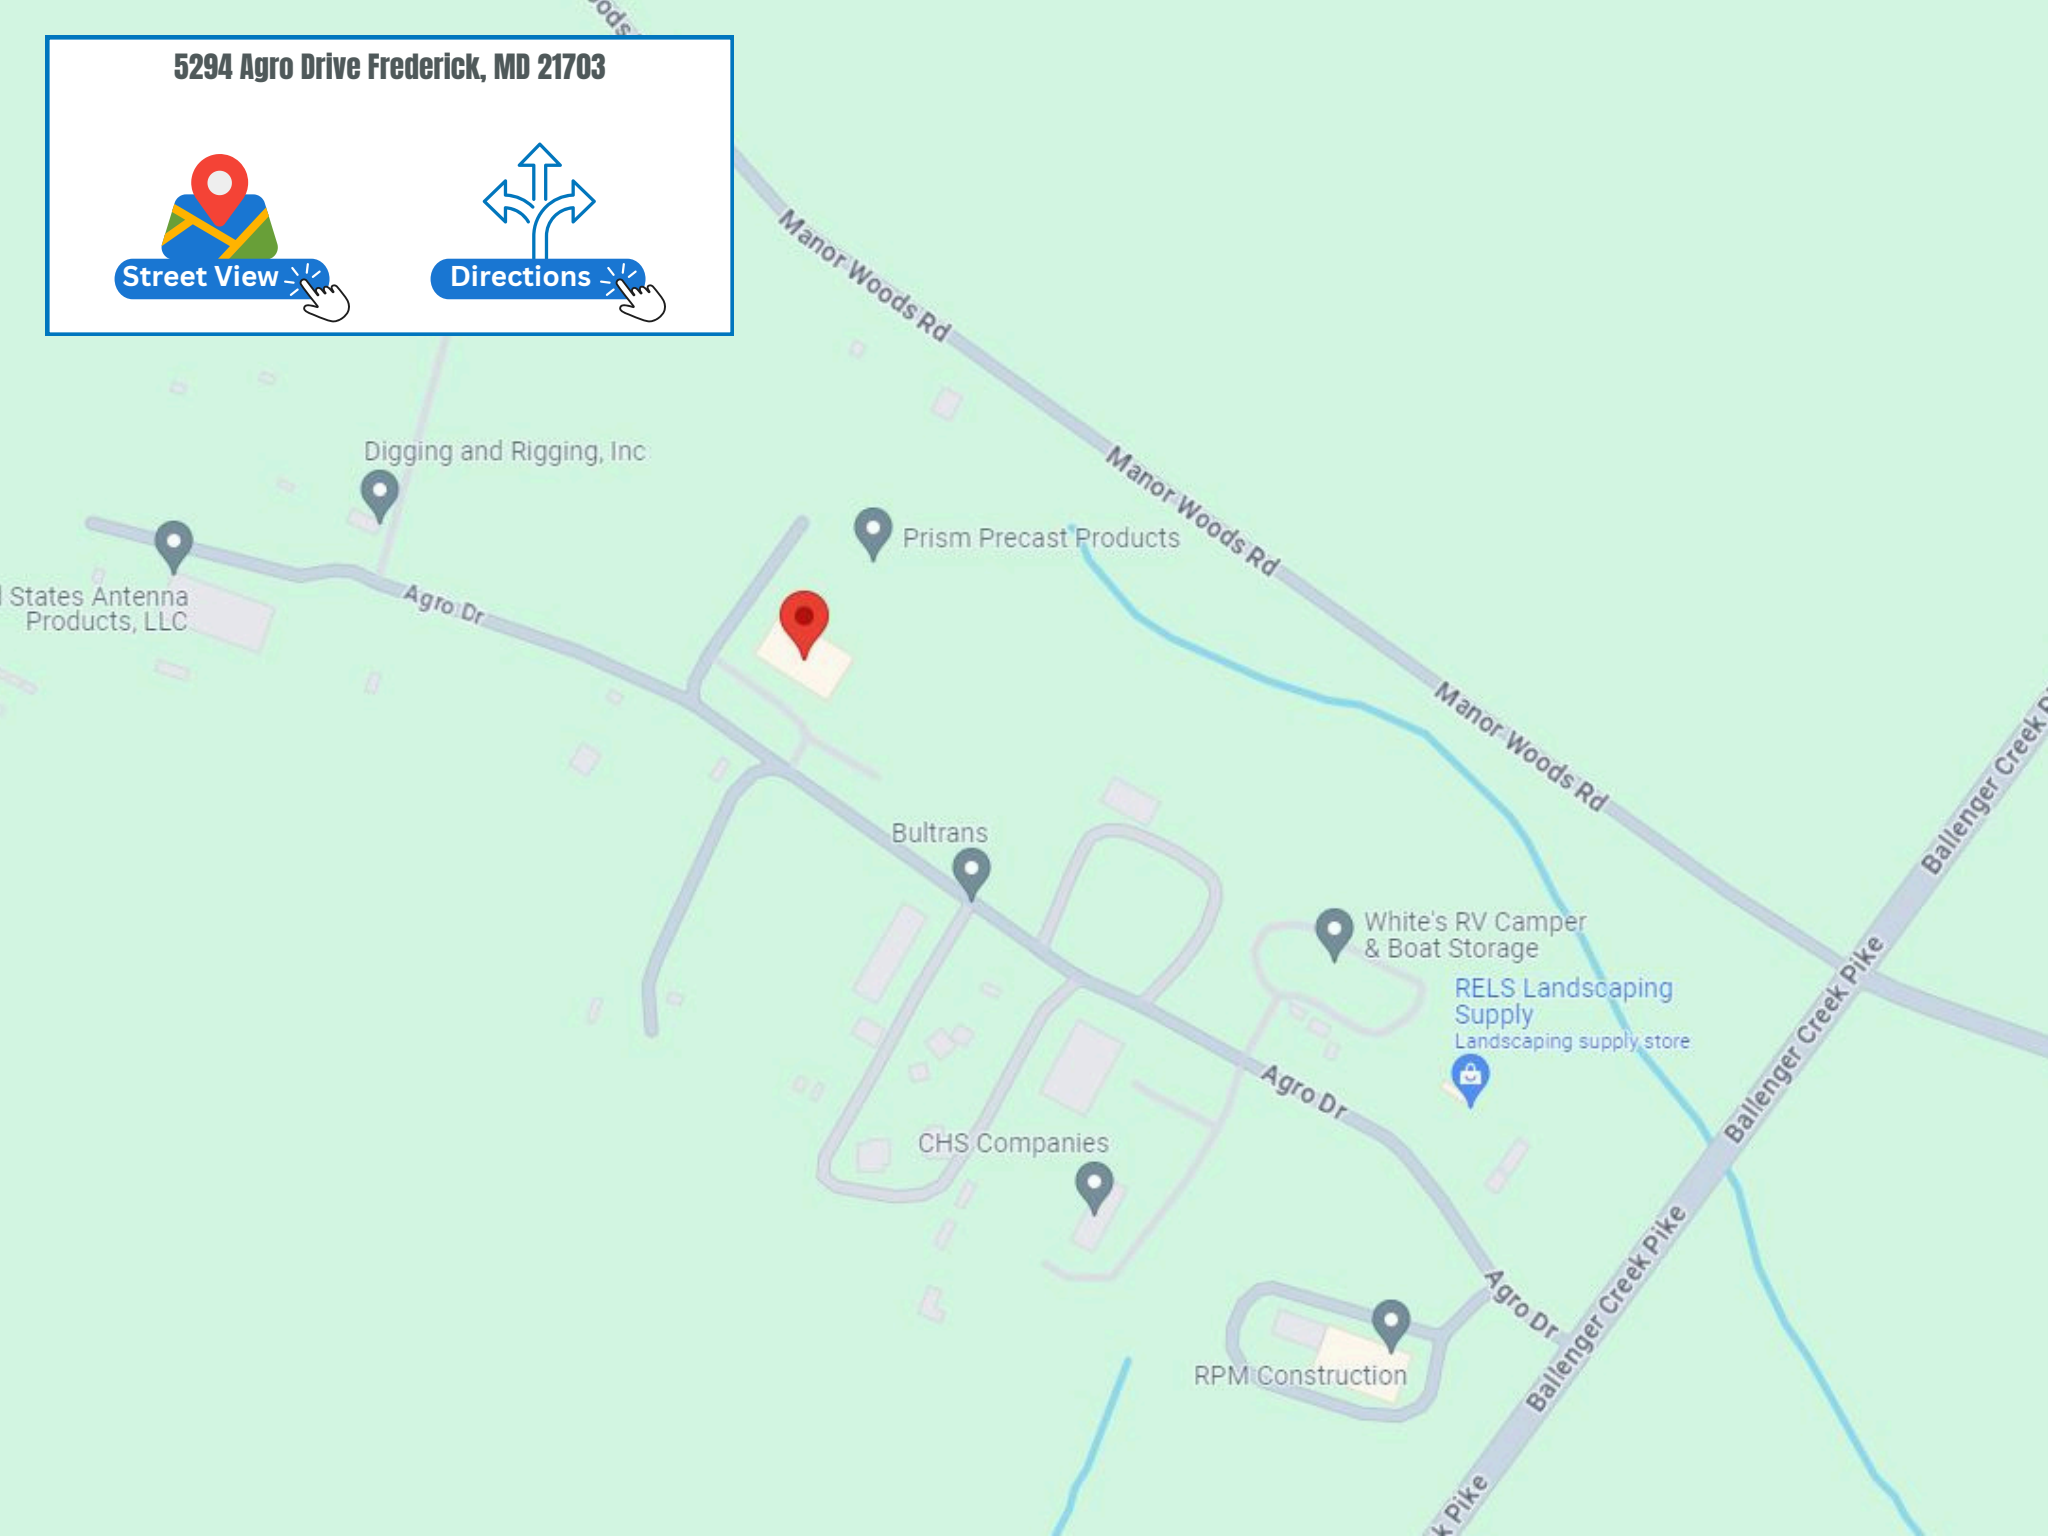 5294 Agro Drive Frederick, MD 21703
Street View
Directions
Manor Woods Rd
Digging and Rigging, Inc
Manor Woods Rd
Prism Precast Products
States Antenna
Products, LLC
Agro Dr
Manor Woods Rd
Ballenger Creek
Bultrans
White's RV Camper
& Boat Storage
RELS Landscaping
Supply
Landscaping supply store
Ballenger Creek Pike
Agro Dr
CHS Companies
Ballenger Creek Pike
Agro Dr
RPM Construction
Pike